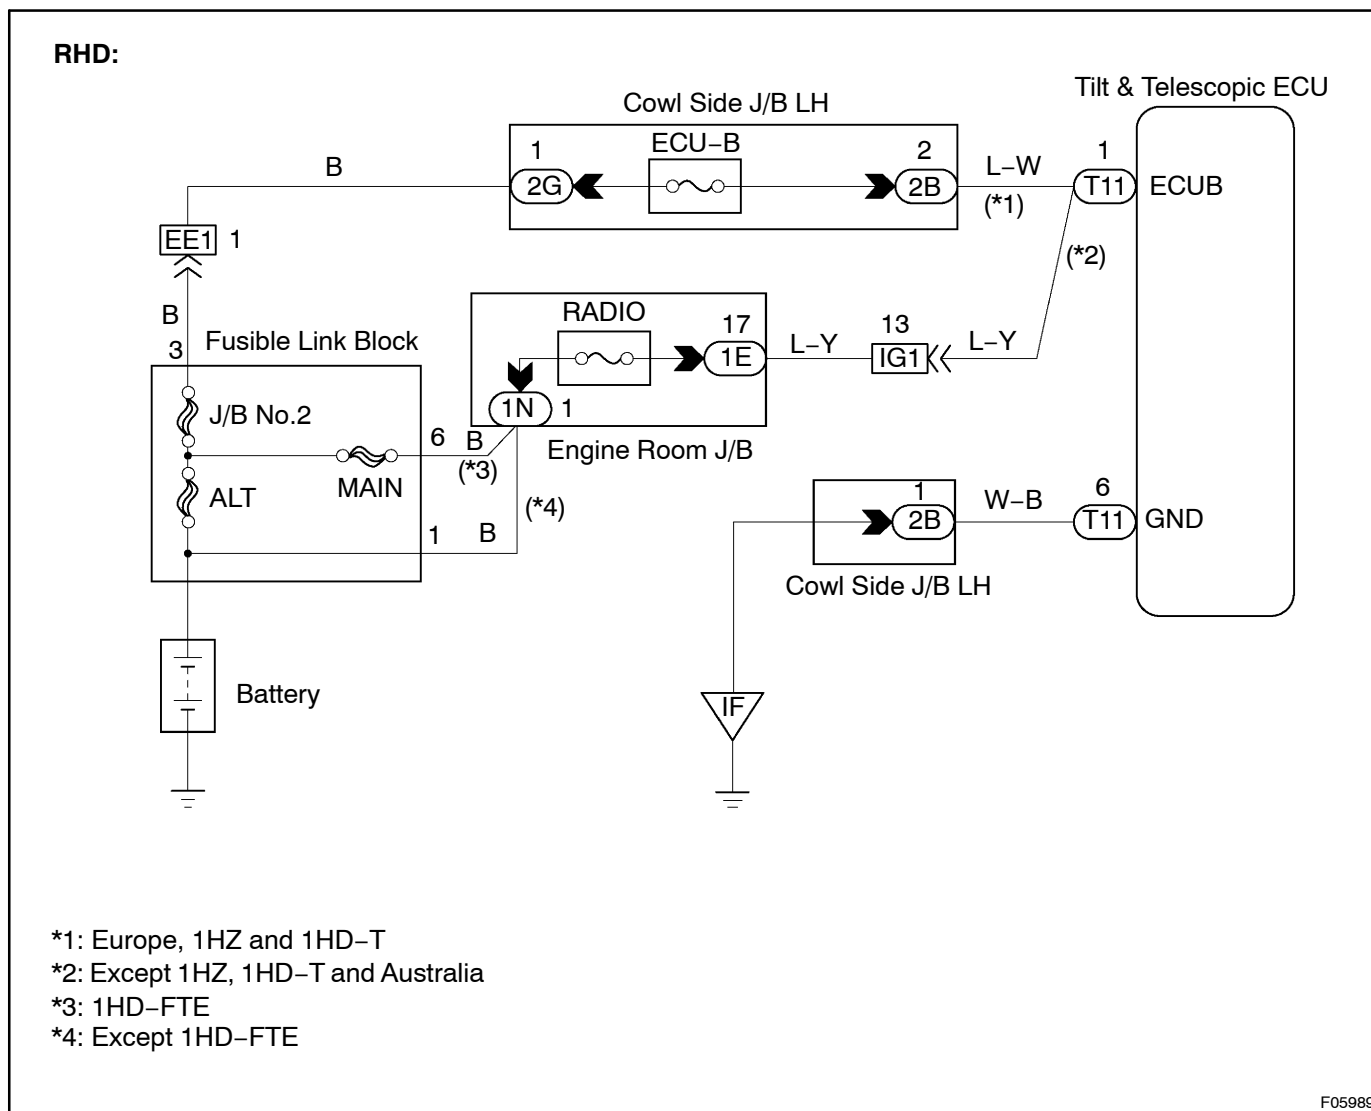 RHD:
Tilt & Telescopic ECU
Cowl Side J/B LH
1
ECU−B
2
B
2G
2B
L−W
(*1)
1
T11
ECUB
(*2)
EE1
1
B
3
Fusible Link Block
RADIO
17
1E
L−Y
13
IG1
L−Y
1N
1
Engine Room J/B
J/B No.2
6
B
(*3)
MAIN
ALT
(*4)
1
B
1
2B
W−B
6
T11
GND
Cowl Side J/B LH
Battery
IF
*1: Europe, 1HZ and 1HD−T
*2: Except 1HZ, 1HD−T and Australia
*3: 1HD−FTE
*4: Except 1HD−FTE
F05989